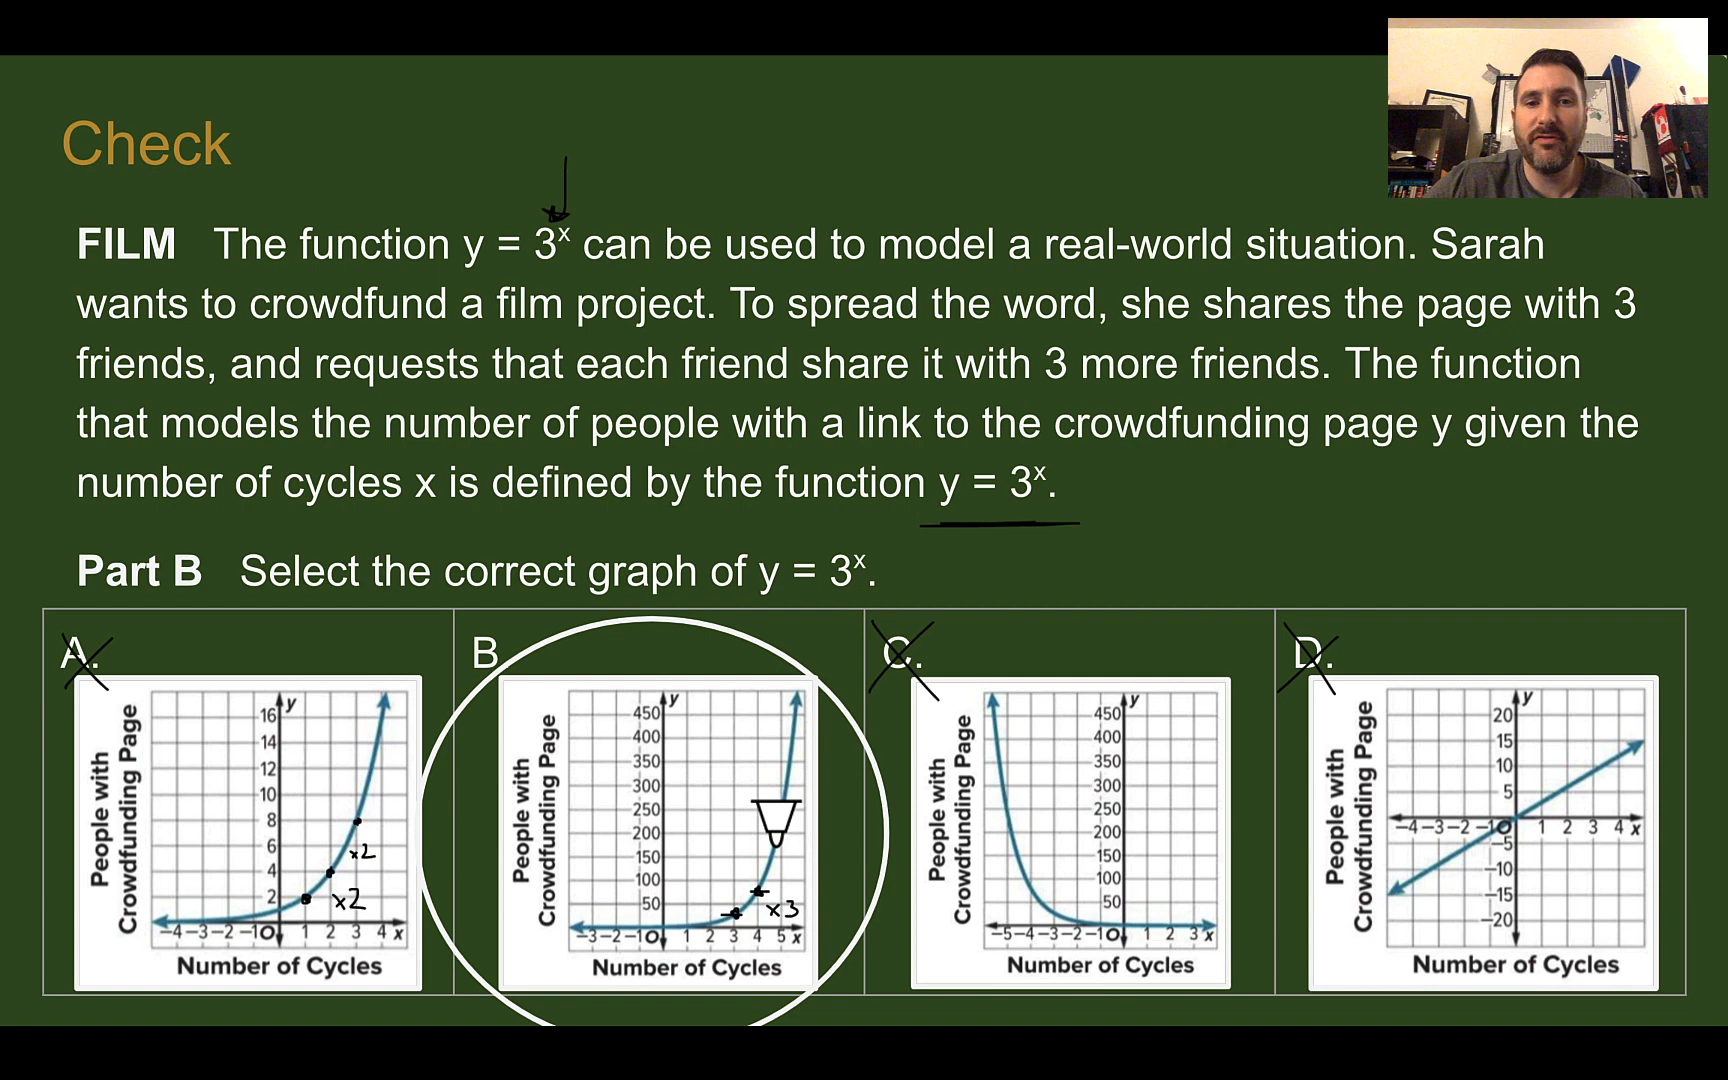 Check
FILM The function y = 3ˣ can be used to model a real-world situation. Sarah
wants to crowdfund a film project. To spread the word, she shares the page with 3
friends, and requests that each friend share it with 3 more friends. The function
that models the number of people with a link to the crowdfunding page y given the
number of cycles x is defined by the function y = 3ˣ.
Part B Select the correct graph of y = 3ˣ.
A.
People with
Crowdfunding Page
y
16
14
12
10
8
6
4
2
×2
×2
−4 −3 −2 −1 O 1 2 3 4 x
Number of Cycles
B.
People with
Crowdfunding Page
y
450
400
350
300
250
200
150
100
50
×3
−3 −2 −1 O 1 2 3 4 5 x
Number of Cycles
C.
People with
Crowdfunding Page
y
450
400
350
300
250
200
150
100
50
−5 −4 −3 −2 −1 O 1 2 3 x
Number of Cycles
D.
People with
Crowdfunding Page
y
20
15
10
5
−4 −3 −2 −1 O 1 2 3 4 x
−5
−10
−15
−20
Number of Cycles